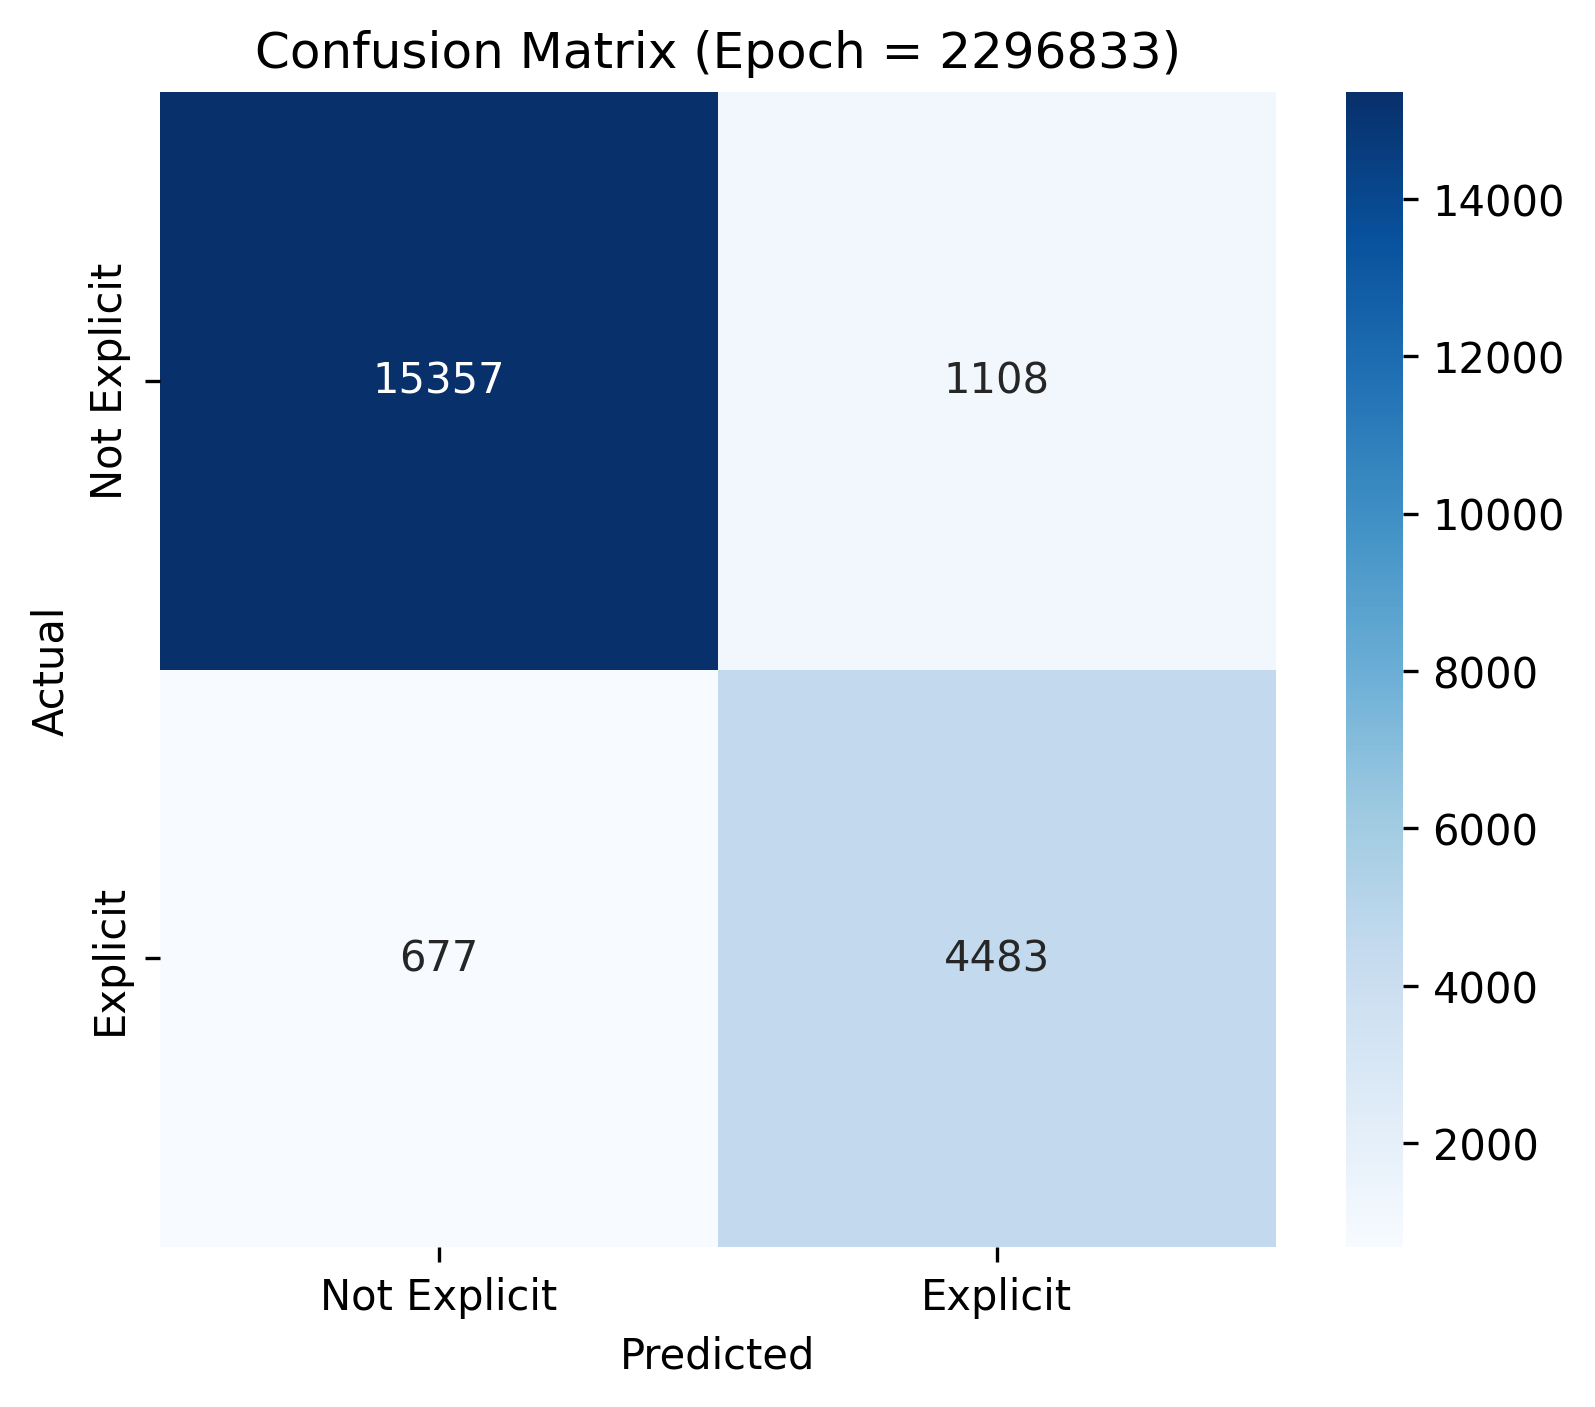 Confusion Matrix (Epoch = 2296833)
Actual
Not Explicit
Explicit
15357
1108
677
4483
Not Explicit
Explicit
Predicted
14000
12000
10000
8000
6000
4000
2000